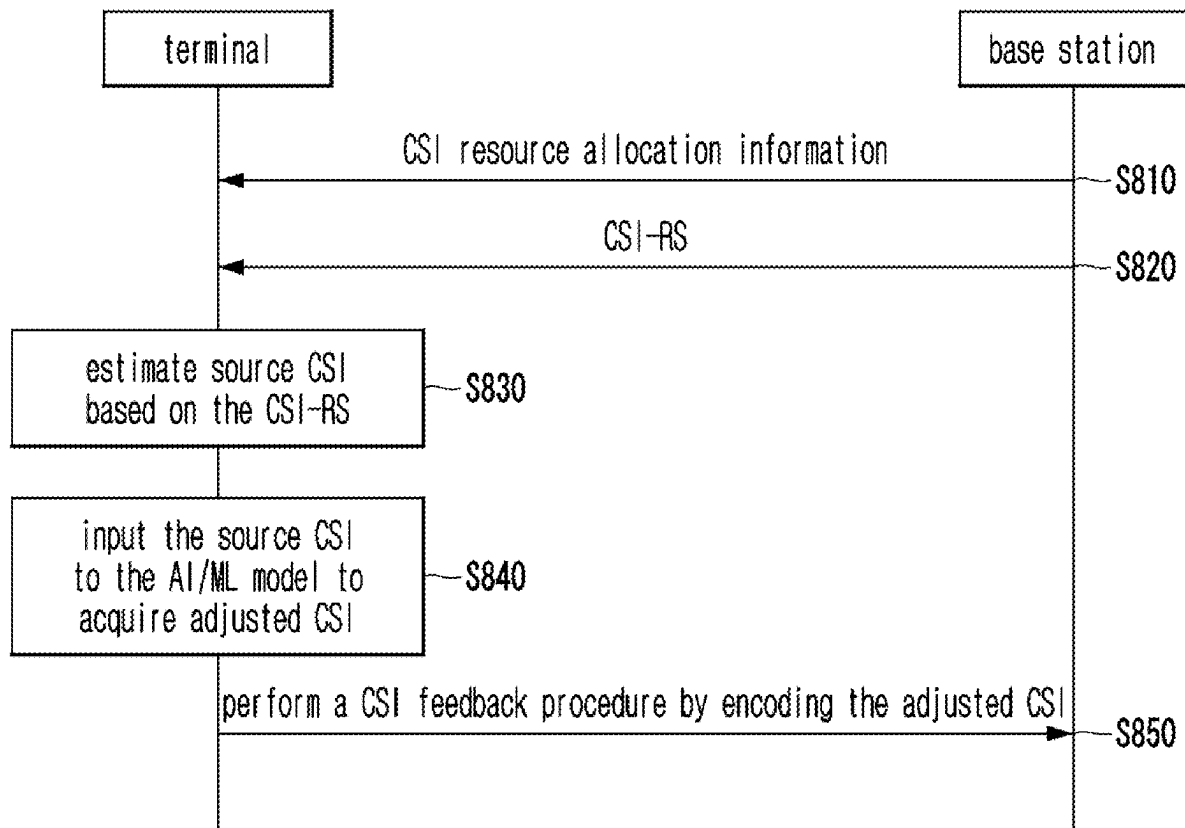 terminal
base station
CSI resource allocation information
S810
CSI-RS
S820
estimate source CSI
based on the CSI-RS
S830
input the source CSI
to the AI/ML model to
acquire adjusted CSI
S840
perform a CSI feedback procedure by encoding the adjusted CSI
S850